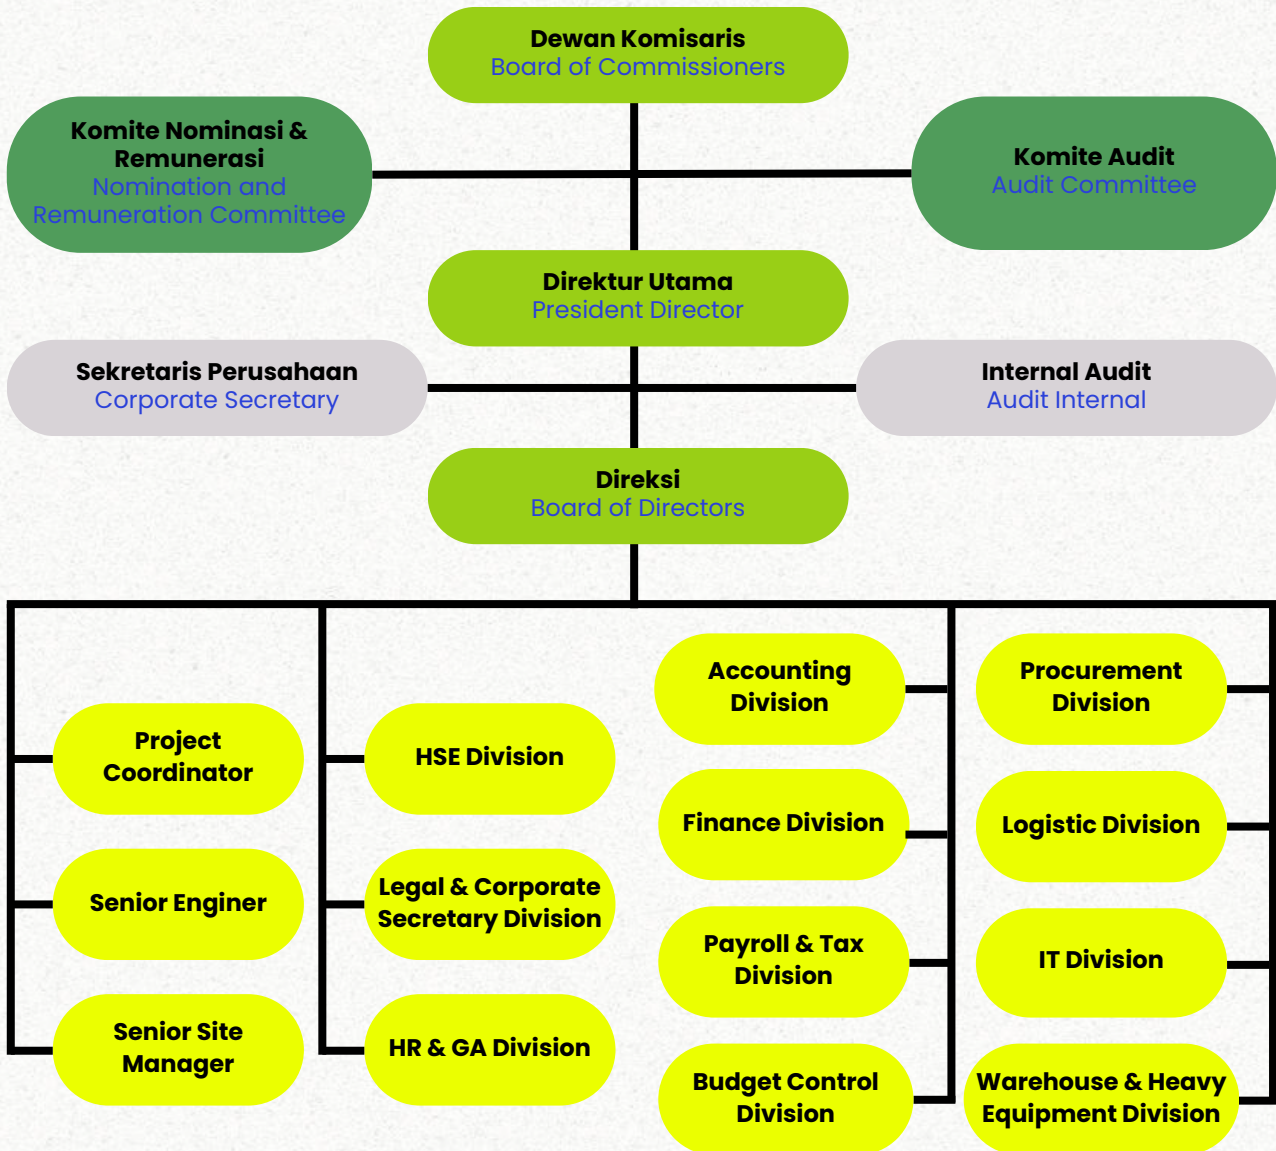 Dewan Komisaris
Board of Commissioners
Komite Nominasi &
Remunerasi
Nomination and
Remuneration Committee
Komite Audit
Audit Committee
Direktur Utama
President Director
Sekretaris Perusahaan
Corporate Secretary
Internal Audit
Audit Internal
Direksi
Board of Directors
Project
Coordinator
Senior Enginer
Senior Site
Manager
HSE Division
Legal & Corporate
Secretary Division
HR & GA Division
Accounting
Division
Finance Division
Payroll & Tax
Division
Budget Control
Division
Procurement
Division
Logistic Division
IT Division
Warehouse & Heavy
Equipment Division